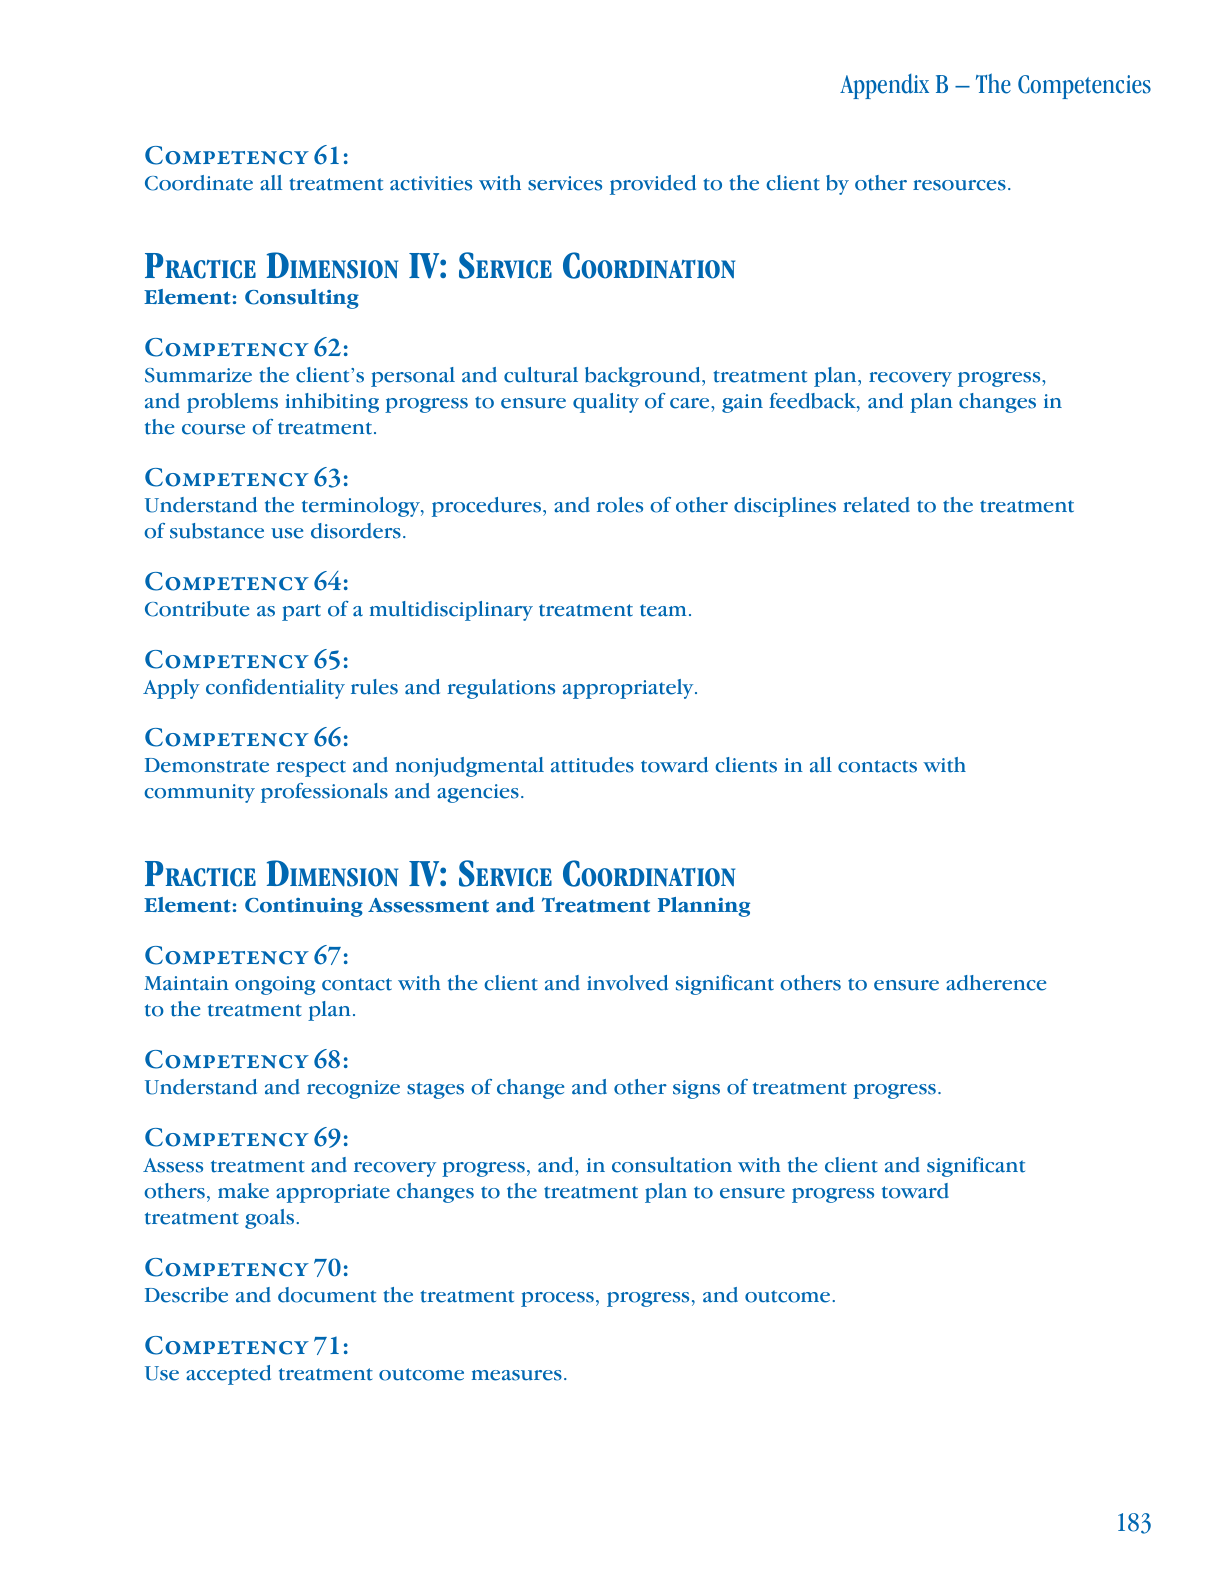 Appendix B – The Competencies
Competency 61:
Coordinate all treatment activities with services provided to the client by other resources.
Practice Dimension IV: Service Coordination
Element: Consulting
Competency 62:
Summarize the client’s personal and cultural background, treatment plan, recovery progress,
and problems inhibiting progress to ensure quality of care, gain feedback, and plan changes in
the course of treatment.
Competency 63:
Understand the terminology, procedures, and roles of other disciplines related to the treatment
of substance use disorders.
Competency 64:
Contribute as part of a multidisciplinary treatment team.
Competency 65:
Apply confidentiality rules and regulations appropriately.
Competency 66:
Demonstrate respect and nonjudgmental attitudes toward clients in all contacts with
community professionals and agencies.
Practice Dimension IV: Service Coordination
Element: Continuing Assessment and Treatment Planning
Competency 67:
Maintain ongoing contact with the client and involved significant others to ensure adherence
to the treatment plan.
Competency 68:
Understand and recognize stages of change and other signs of treatment progress.
Competency 69:
Assess treatment and recovery progress, and, in consultation with the client and significant
others, make appropriate changes to the treatment plan to ensure progress toward
treatment goals.
Competency 70:
Describe and document the treatment process, progress, and outcome.
Competency 71:
Use accepted treatment outcome measures.
183